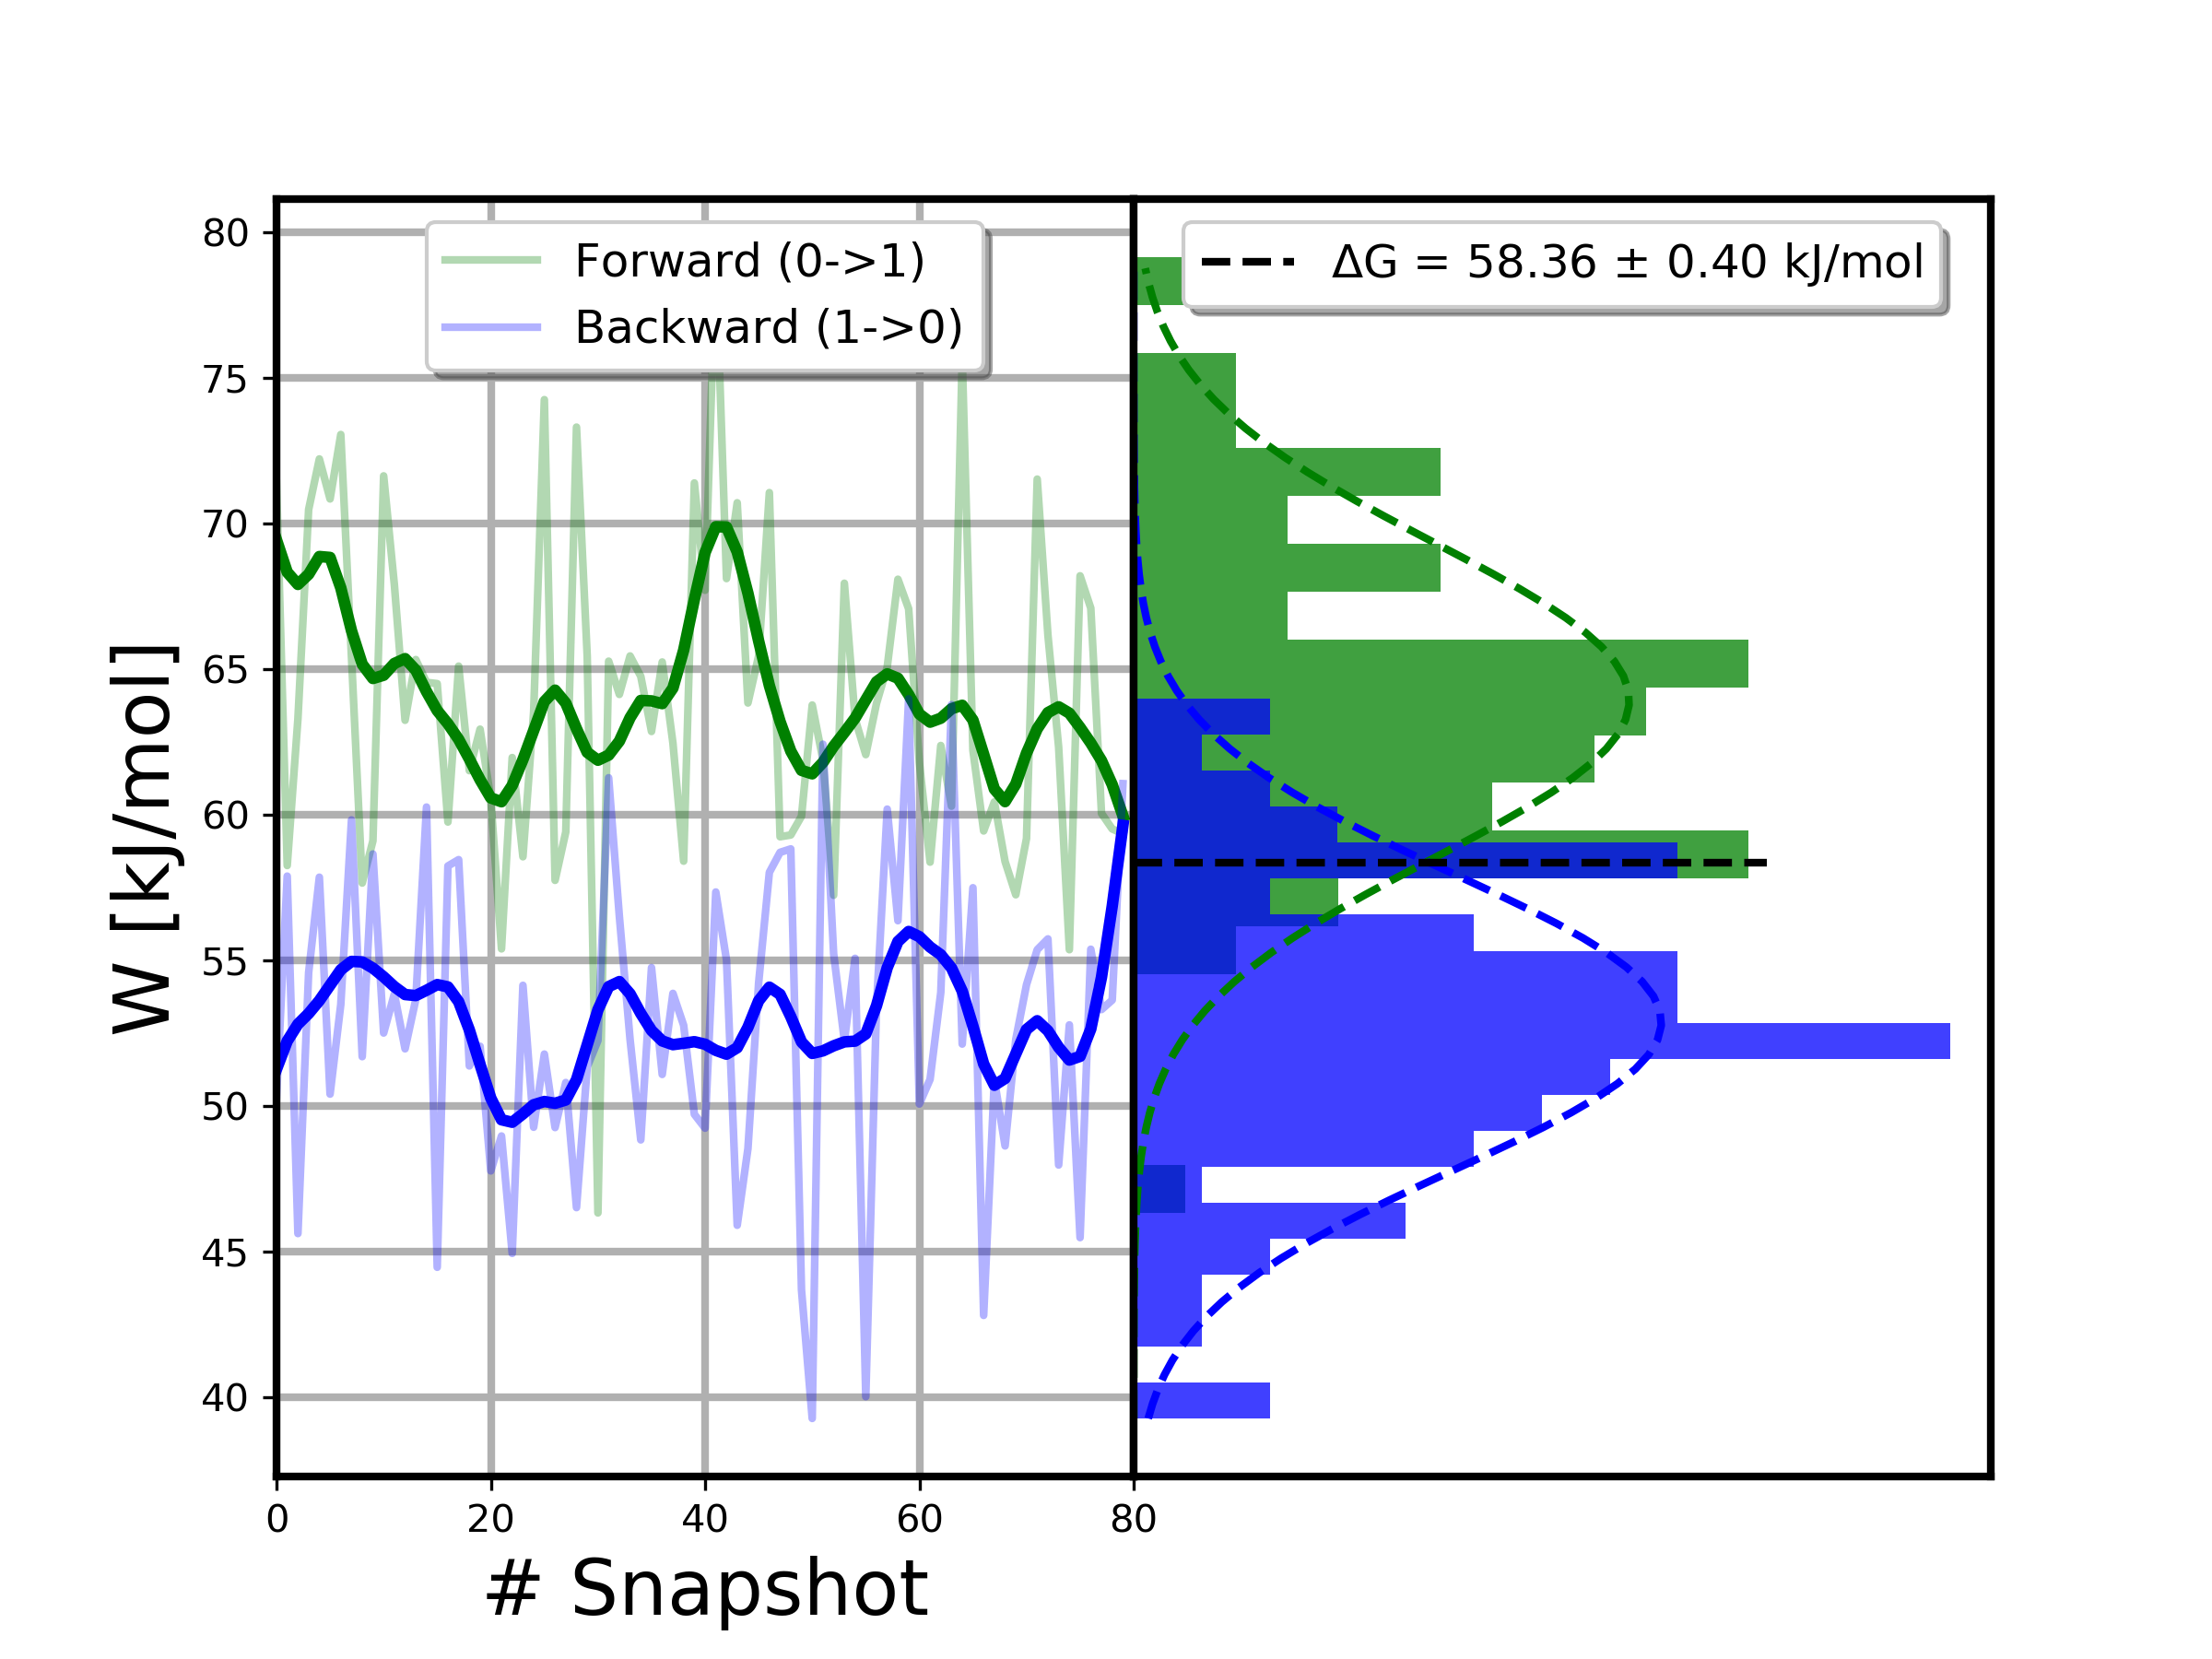 Forward (0->1)
Backward (1->0)
ΔG = 58.36 ± 0.40 kJ/mol
W [kJ/mol]
80
75
70
65
60
55
50
45
40
0 20 40 60 80
# Snapshot